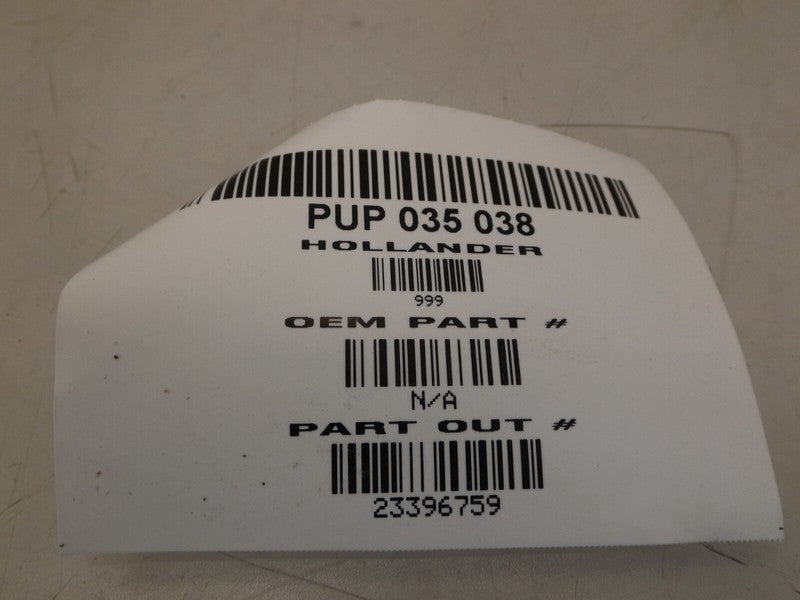 PUP 035 038
HOLLANDER
999
OEM PART #
N/A
PART OUT #
23396759